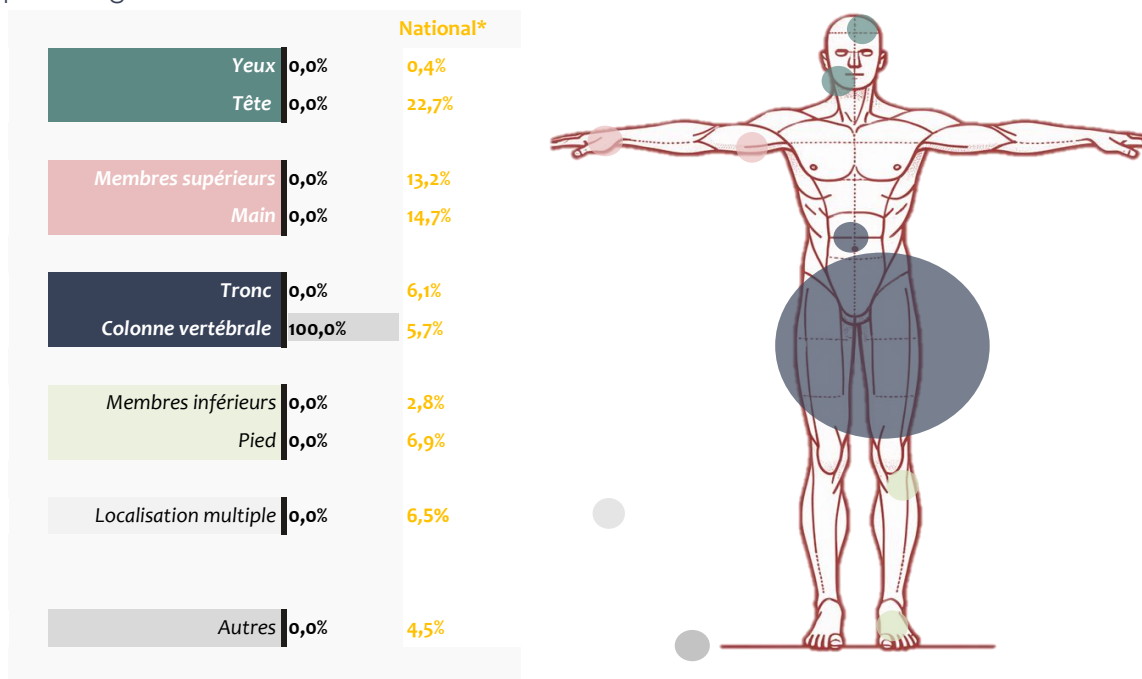 National*
Yeux 0,0% 0,4%
Tête 0,0% 22,7%
Membres supérieurs 0,0% 13,2%
Main 0,0% 14,7%
Tronc 0,0% 6,1%
Colonne vertébrale 100,0% 5,7%
Membres inférieurs 0,0% 2,8%
Pied 0,0% 6,9%
Localisation multiple 0,0% 6,5%
Autres 0,0% 4,5%